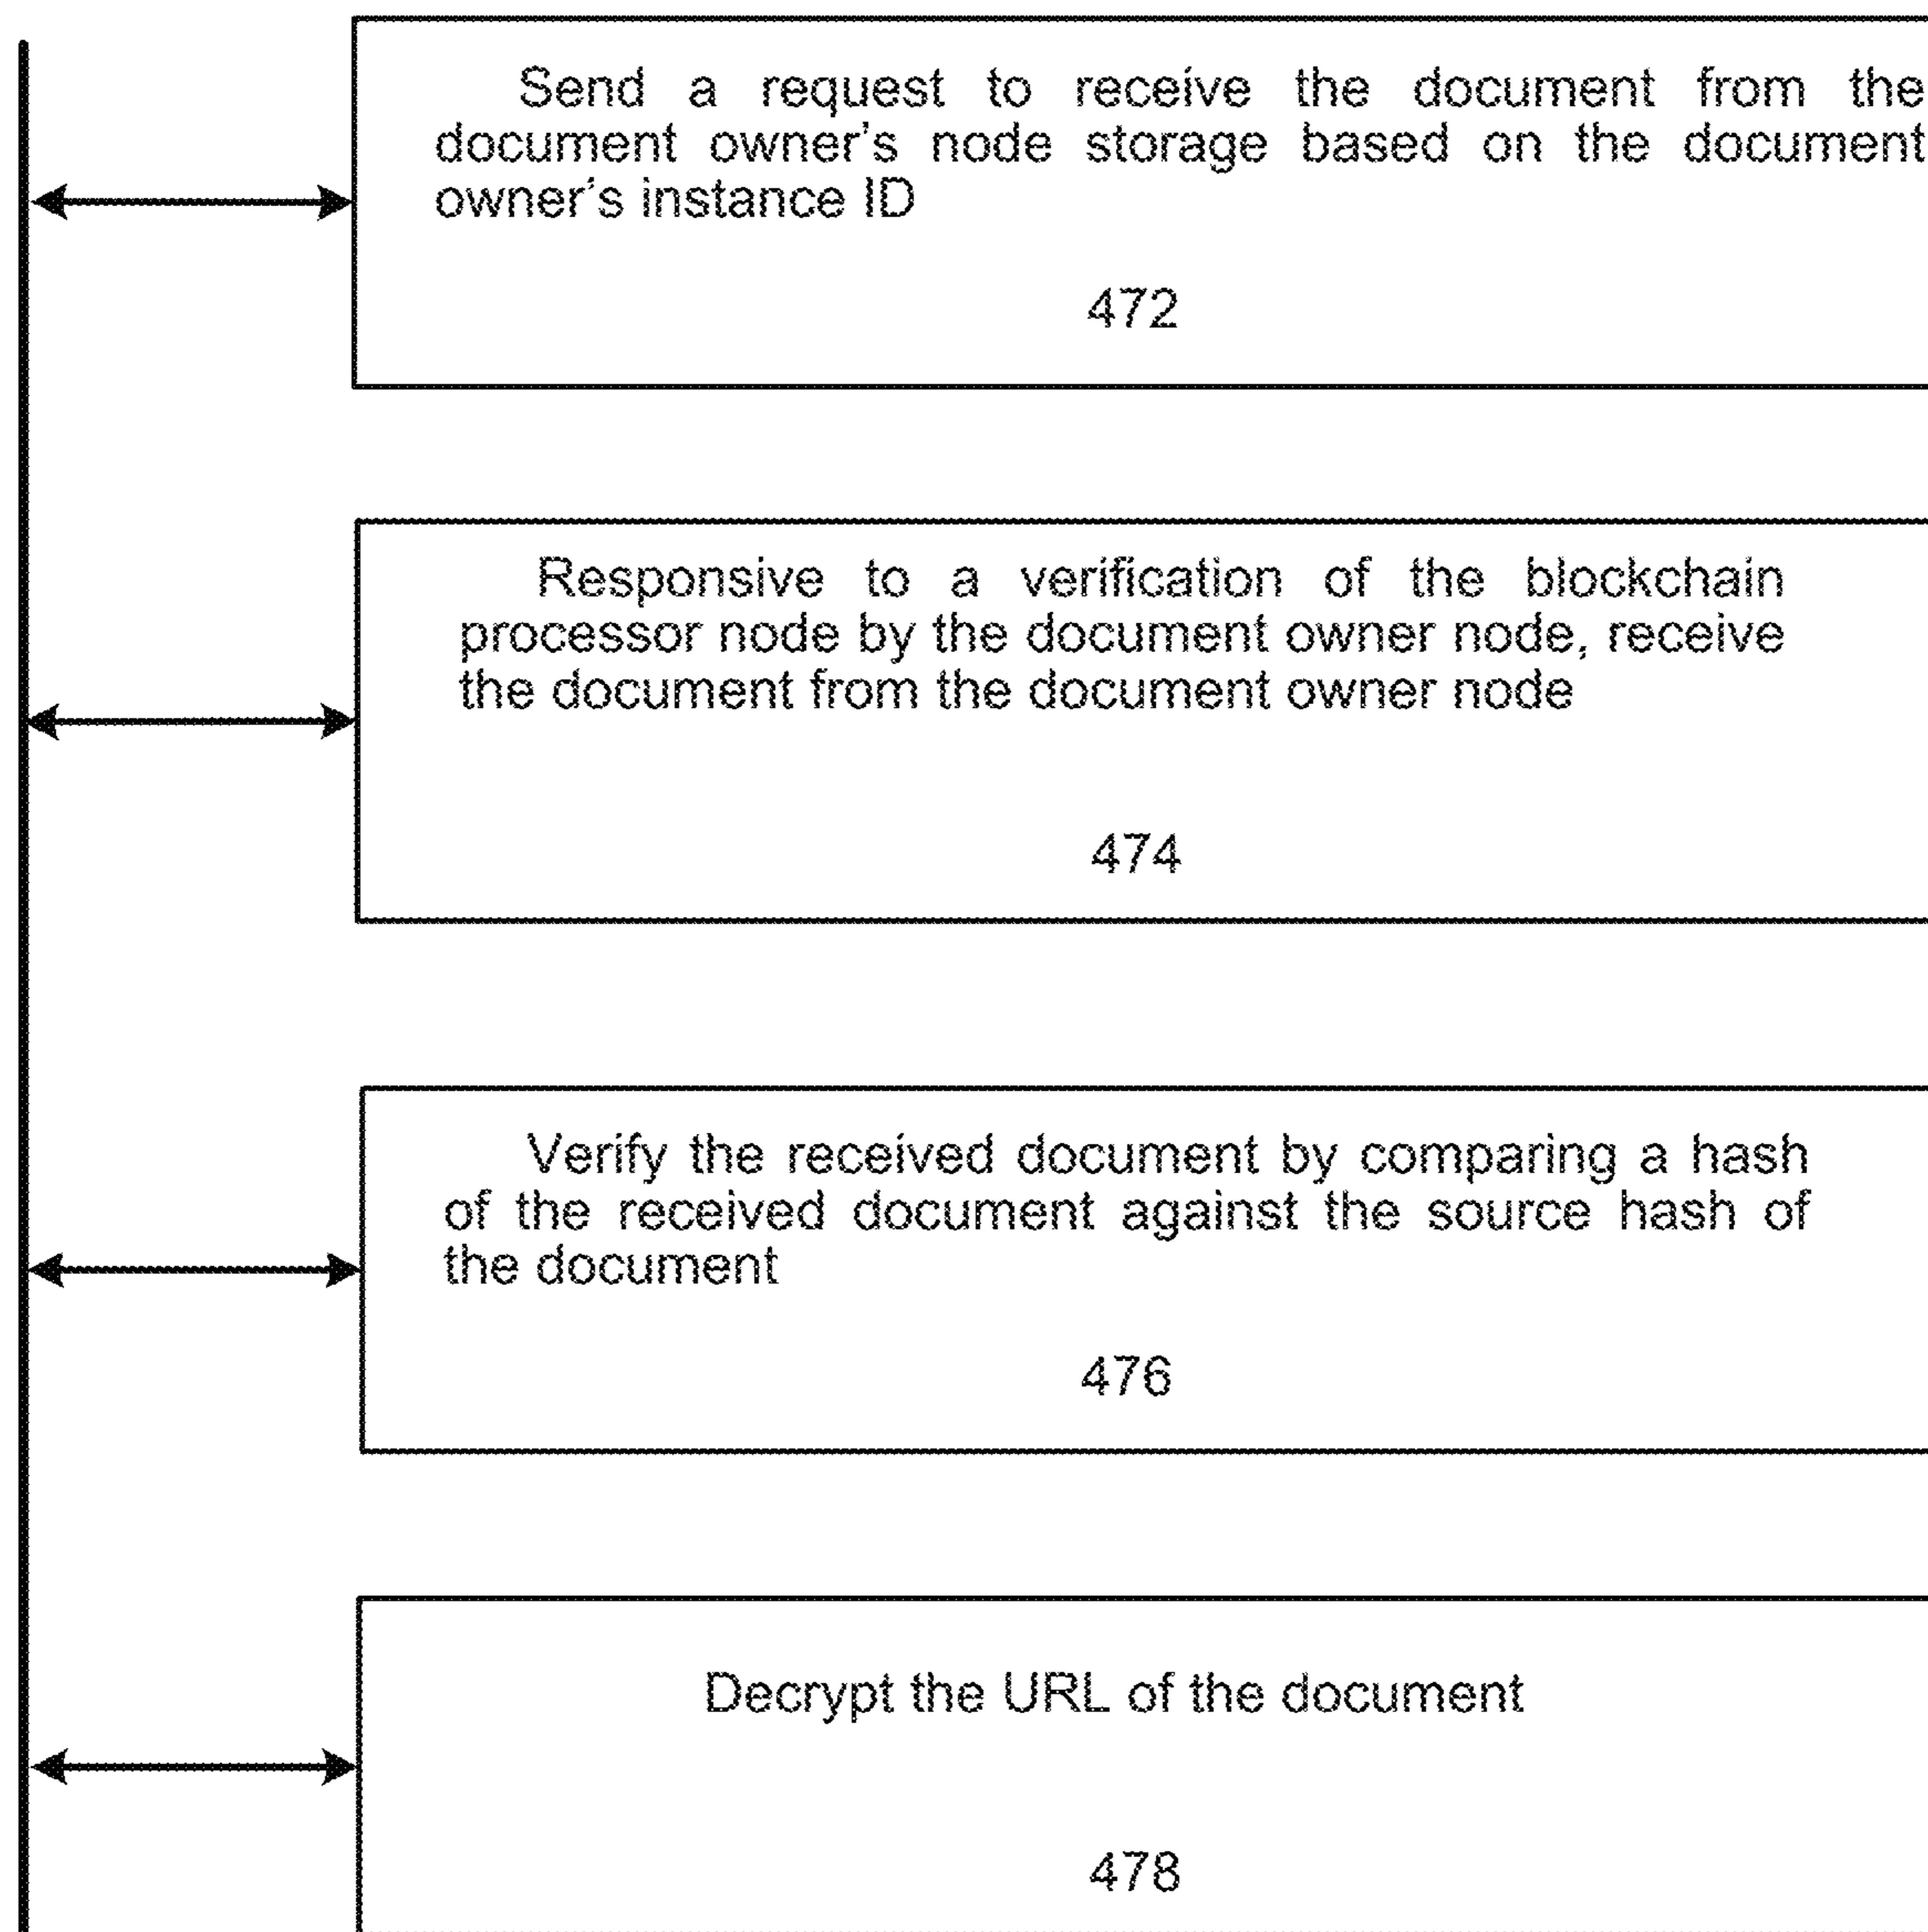 Send a request to receive the document from the
document owner's node storage based on the document
owner's instance ID
472
Responsive to a verification of the blockchain
processor node by the document owner node, receive
the document from the document owner node
474
Verify the received document by comparing a hash
of the received document against the source hash of
the document
476
Decrypt the URL of the document
478